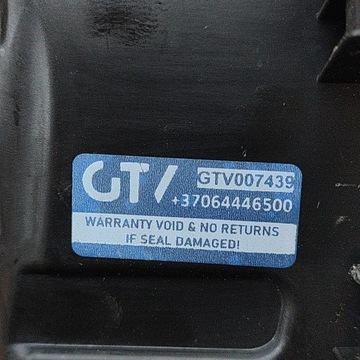 GTV GTV007439
+37064446500
WARRANTY VOID & NO RETURNS
IF SEAL DAMAGED!